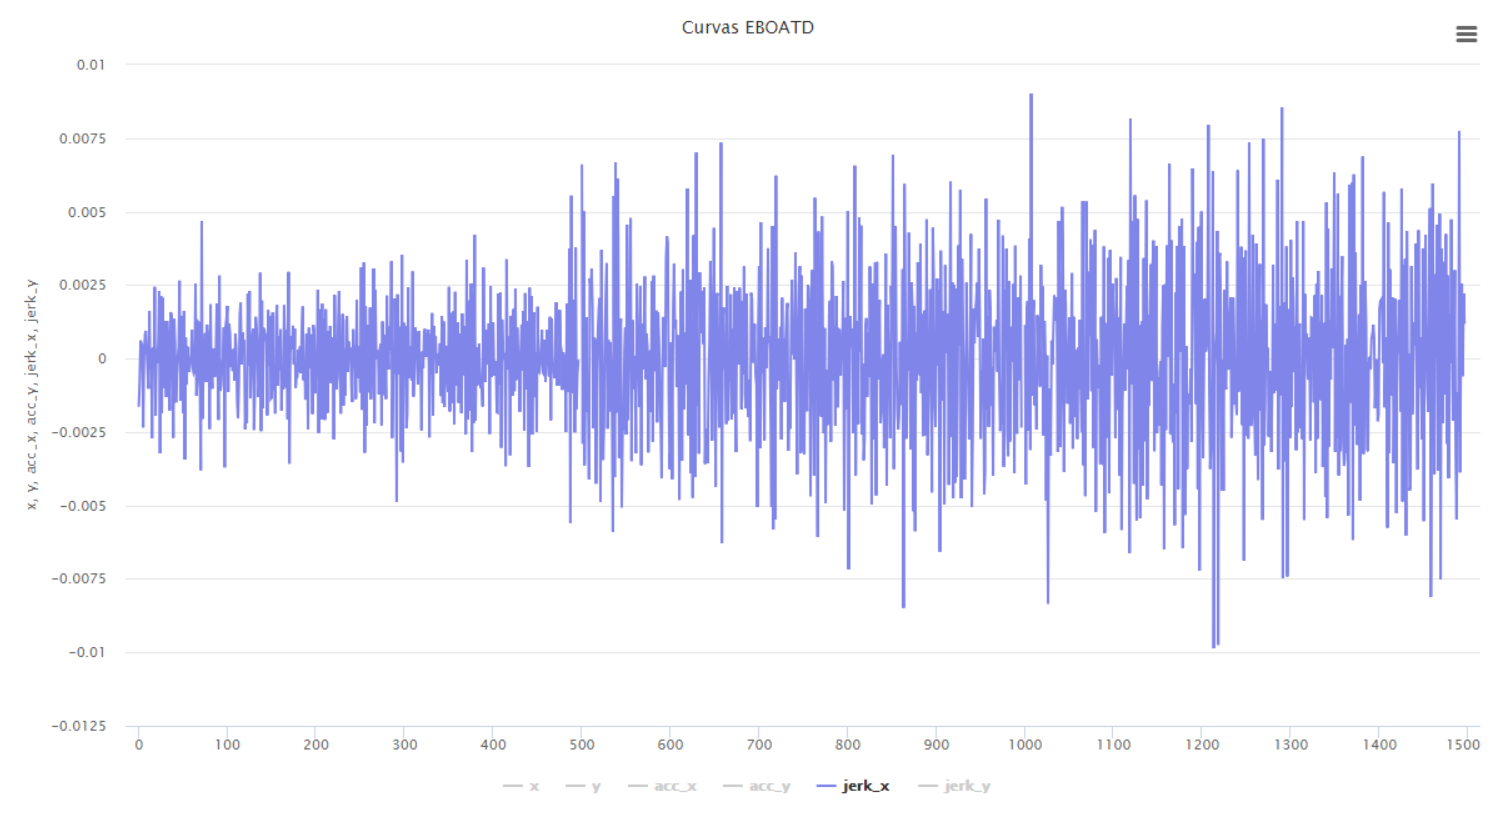 Curvas EBOATD
x, y, acc_x, acc_y, jerk_x, jerk_y
0.01
0.0075
0.005
0.0025
0
−0.0025
−0.005
−0.0075
−0.01
−0.0125
0 100 200 300 400 500 600 700 800 900 1000 1100 1200 1300 1400 1500
x y acc_x acc_y jerk_x jerk_y